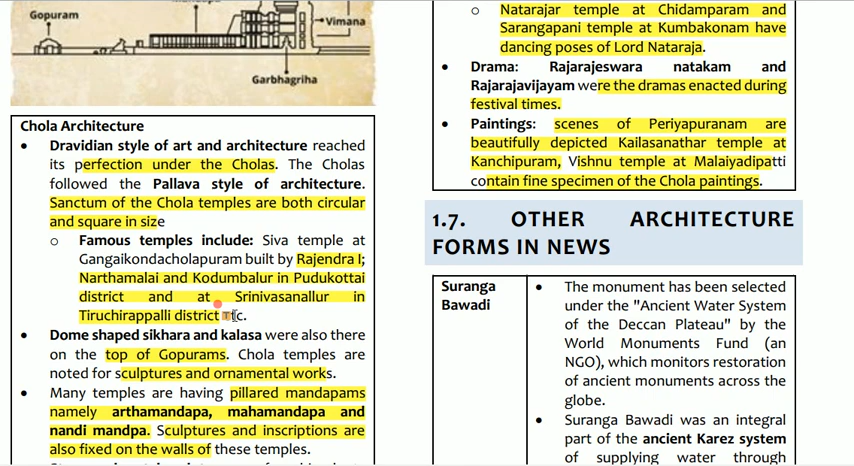 Gopuram
Vimana
Garbhagriha
Chola Architecture
• Dravidian style of art and architecture reached
its perfection under the Cholas. The Cholas
followed the Pallava style of architecture.
Sanctum of the Chola temples are both circular
and square in size
o Famous temples include: Siva temple at
Gangaikondacholapuram built by Rajendra I;
Narthamalai and Kodumbalur in Pudukottai
district and at Srinivasanallur in
Tiruchirappalli district etc.
• Dome shaped sikhara and kalasa were also there
on the top of Gopurams. Chola temples are
noted for sculptures and ornamental works.
• Many temples are having pillared mandapams
namely arthamandapa, mahamandapa and
nandi mandpa. Sculptures and inscriptions are
also fixed on the walls of these temples.
o Natarajar temple at Chidamparam and
Sarangapani temple at Kumbakonam have
dancing poses of Lord Nataraja.
• Drama: Rajarajeswara natakam and
Rajarajavijayam were the dramas enacted during
festival times.
• Paintings: scenes of Periyapuranam are
beautifully depicted Kailasanathar temple at
Kanchipuram, Vishnu temple at Malaiyadipatti
contain fine specimen of the Chola paintings.
1.7. OTHER ARCHITECTURE
FORMS IN NEWS
Suranga
Bawadi
• The monument has been selected
under the "Ancient Water System
of the Deccan Plateau" by the
World Monuments Fund (an
NGO), which monitors restoration
of ancient monuments across the
globe.
• Suranga Bawadi was an integral
part of the ancient Karez system
of supplying water through